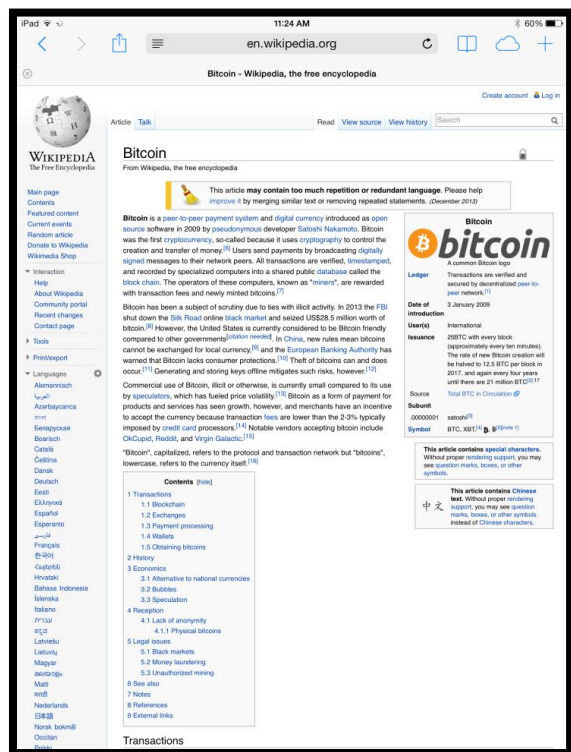 iPad 11:24 AM 60%
en.wikipedia.org
Bitcoin - Wikipedia, the free encyclopedia
Create account Log in
Article Talk Read View source View history Search
WIKIPEDIA
The Free Encyclopedia
Main page
Contents
Featured content
Current events
Random article
Donate to Wikipedia
Wikimedia Shop
Interaction
Help
About Wikipedia
Community portal
Recent changes
Contact page
Tools
Print/export
Languages
Alemannisch
العربية
Azərbaycanca
বাংলা
Беларуская
Boarisch
Català
Čeština
Dansk
Deutsch
Eesti
Ελληνικά
Español
Esperanto
فارسی
Français
한국어
Հայերեն
Hrvatski
Bahasa Indonesia
Íslenska
Italiano
עברית
ಕನ್ನಡ
Latviešu
Lietuvių
Magyar
മലയാളം
Malti
मराठी
Nederlands
日本語
Norsk bokmål
Occitan
Polski
Bitcoin
From Wikipedia, the free encyclopedia
This article may contain too much repetition or redundant language. Please help
improve it by merging similar text or removing repeated statements. (December 2013)
Bitcoin is a peer-to-peer payment system and digital currency introduced as open
source software in 2009 by pseudonymous developer Satoshi Nakamoto. Bitcoin
was the first cryptocurrency, so-called because it uses cryptography to control the
creation and transfer of money.[6] Users send payments by broadcasting digitally
signed messages to their network peers. All transactions are verified, timestamped,
and recorded by specialized computers into a shared public database called the
block chain. The operators of these computers, known as "miners", are rewarded
with transaction fees and newly minted bitcoins.[7]
Bitcoin has been a subject of scrutiny due to ties with illicit activity. In 2013 the FBI
shut down the Silk Road online black market and seized US$28.5 million worth of
bitcoin.[8] However, the United States is currently considered to be Bitcoin friendly
compared to other governments[citation needed]. In China, new rules mean bitcoins
cannot be exchanged for local currency,[9] and the European Banking Authority has
warned that Bitcoin lacks consumer protections.[10] Theft of bitcoins can and does
occur.[11] Generating and storing keys offline mitigates such risks, however.[12]
Commercial use of Bitcoin, illicit or otherwise, is currently small compared to its use
by speculators, which has fueled price volatility.[13] Bitcoin as a form of payment for
products and services has seen growth, however, and merchants have an incentive
to accept the currency because transaction fees are lower than the 2-3% typically
imposed by credit card processors.[14] Notable vendors accepting bitcoin include
OkCupid, Reddit, and Virgin Galactic.[15]
"Bitcoin", capitalized, refers to the protocol and transaction network but "bitcoins",
lowercase, refers to the currency itself.[16]
Contents [hide]
1 Transactions
1.1 Blockchain
1.2 Exchanges
1.3 Payment processing
1.4 Wallets
1.5 Obtaining bitcoins
2 History
3 Economics
3.1 Alternative to national currencies
3.2 Bubbles
3.3 Speculation
4 Reception
4.1 Lack of anonymity
4.1.1 Physical bitcoins
5 Legal issues
5.1 Black markets
5.2 Money laundering
5.3 Unauthorized mining
6 See also
7 Notes
8 References
9 External links
Transactions
Bitcoin
bitcoin
A common Bitcoin logo
Ledger Transactions are verified and
secured by decentralized peer-to-
peer network.[1]
Date of 3 January 2009
introduction
User(s) International
Issuance 25BTC with every block
(approximately every ten minutes).
The rate of new Bitcoin creation will
be halved to 12.5 BTC per block in
2017, and again every four years
until there are 21 million BTC[2]:17
Source Total BTC in Circulation
Subunit
.00000001 satoshi[3]
Symbol BTC, XBT,[4] [5][note 1]
This article contains special characters.
Without proper rendering support, you may
see question marks, boxes, or other
symbols.
This article contains Chinese
text. Without proper rendering
中文 support, you may see question
marks, boxes, or other symbols
instead of Chinese characters.